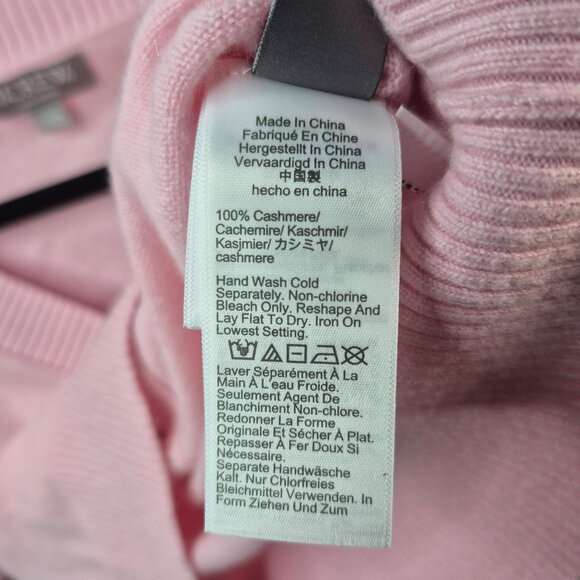 Made In China
Fabriqué En Chine
Hergestellt In China
Vervaardigd In China
中国製
hecho en china
100% Cashmere/
Cachemire/ Kaschmir/
Kasjmier/ カシミヤ/
cashmere
Hand Wash Cold
Separately. Non-chlorine
Bleach Only. Reshape And
Lay Flat To Dry. Iron On
Lowest Setting.
Laver Séparément À La
Main À L'eau Froide.
Seulement Agent De
Blanchiment Non-chlore.
Redonner La Forme
Originale Et Sécher À Plat.
Repasser À Fer Doux Si
Nécessaire.
Separate Handwäsche
Kalt. Nur Chlorfreies
Bleichmittel Verwenden. In
Form Ziehen Und Zum